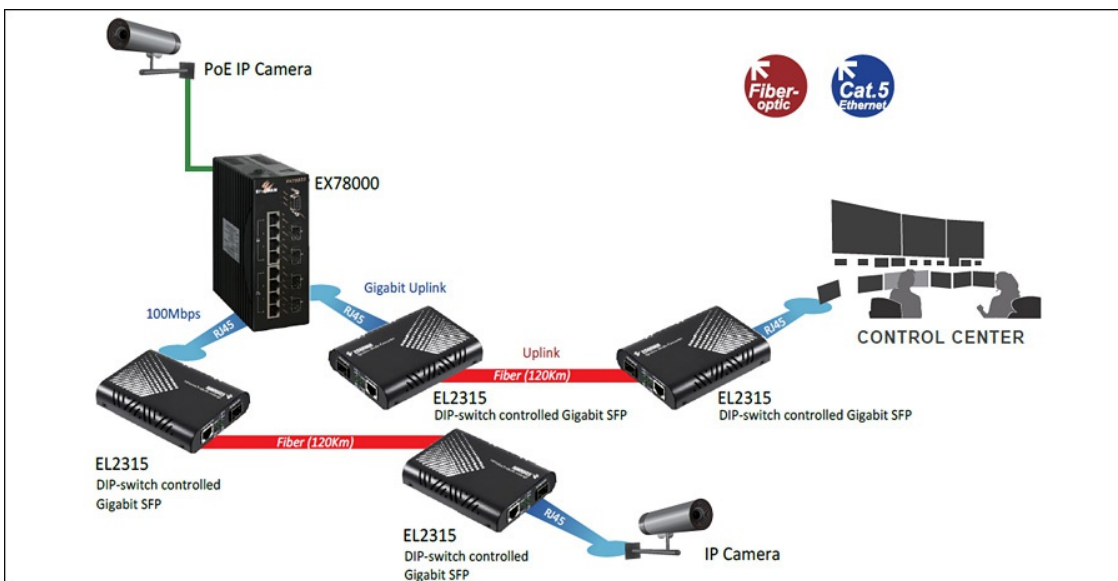 PoE IP Camera
Fiber-
optic
Cat.5
Ethernet
EX78000
Gigabit Uplink
100Mbps
RJ45
RJ45
RJ45
CONTROL CENTER
Uplink
Fiber (120Km)
EL2315
DIP-switch controlled Gigabit SFP
EL2315
DIP-switch controlled Gigabit SFP
Fiber (120Km)
EL2315
DIP-switch controlled
Gigabit SFP
RJ45
EL2315
DIP-switch controlled
Gigabit SFP
IP Camera